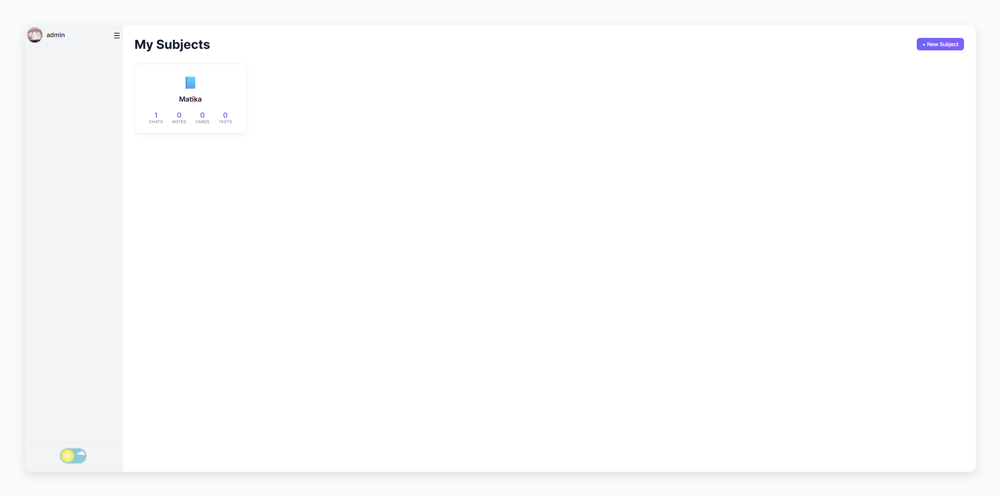 admin
My Subjects
+ New Subject
Matika
1 0 0 0
CHATS NOTES CARDS TESTS